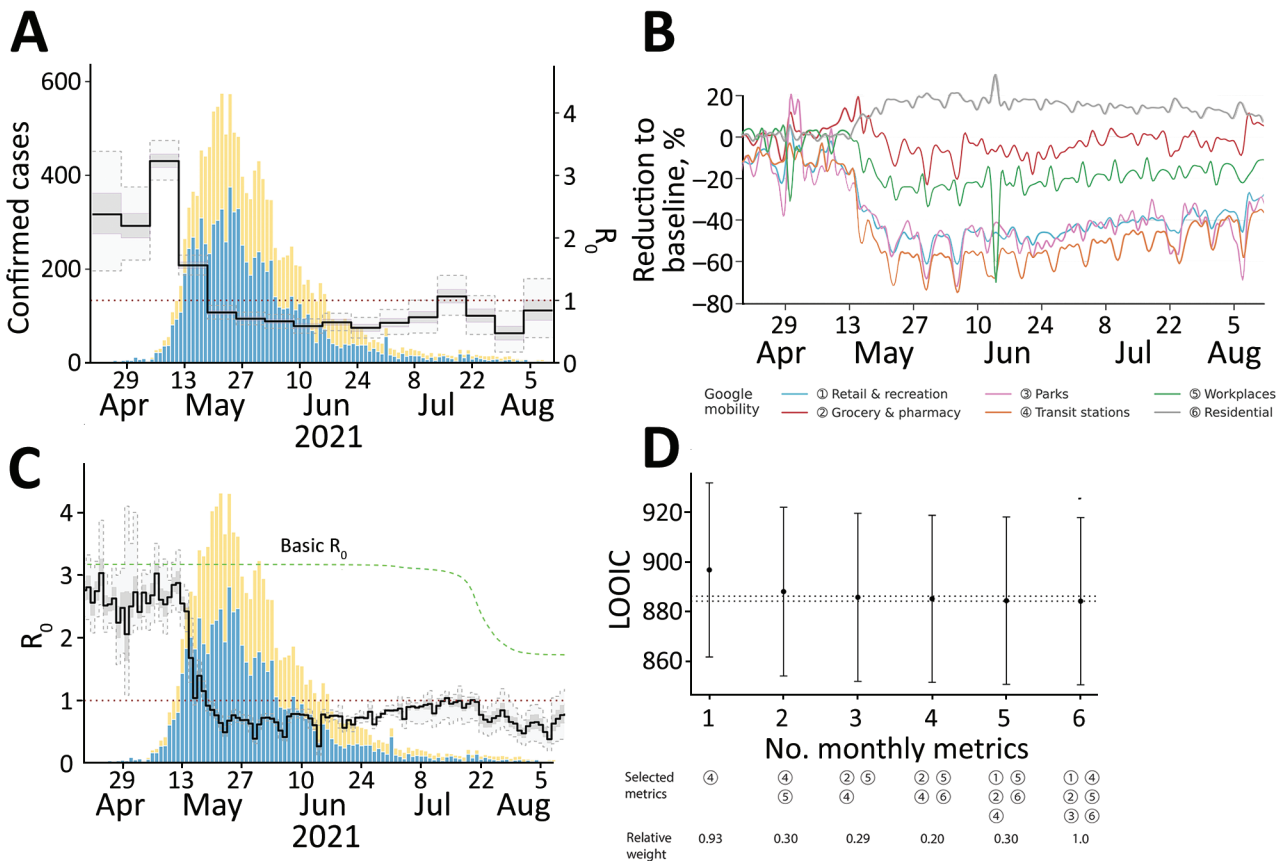 A
600
400
200
0
Confirmed cases
4
3
2
1
0
R0
29 13 27 10 24 8 22 5
Apr May Jun Jul Aug
2021
B
20
0
–20
–40
–60
–80
Reduction to
baseline, %
29 13 27 10 24 8 22 5
Apr May Jun Jul Aug
Google
mobility
① Retail & recreation
② Grocery & pharmacy
③ Parks
④ Transit stations
⑤ Workplaces
⑥ Residential
C
4
3
2
1
0
R0
Basic R0
29 13 27 10 24 8 22 5
Apr May Jun Jul Aug
2021
D
920
900
880
860
LOOIC
1 2 3 4 5 6
No. monthly metrics
Selected
metrics
④
④
⑤
② ⑤
④
② ⑤
④ ⑥
① ⑤
② ⑥
④
① ④
② ⑤
③ ⑥
Relative
weight
0.93 0.30 0.29 0.20 0.30 1.0